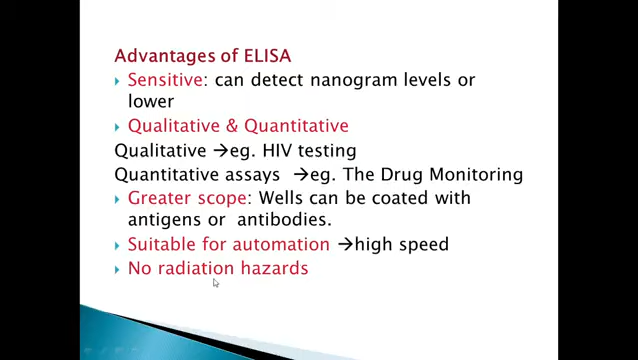 Advantages of ELISA
Sensitive: can detect nanogram levels or
lower
Qualitative & Quantitative
Qualitative →eg. HIV testing
Quantitative assays →eg. The Drug Monitoring
Greater scope: Wells can be coated with
antigens or antibodies.
Suitable for automation →high speed
No radiation hazards